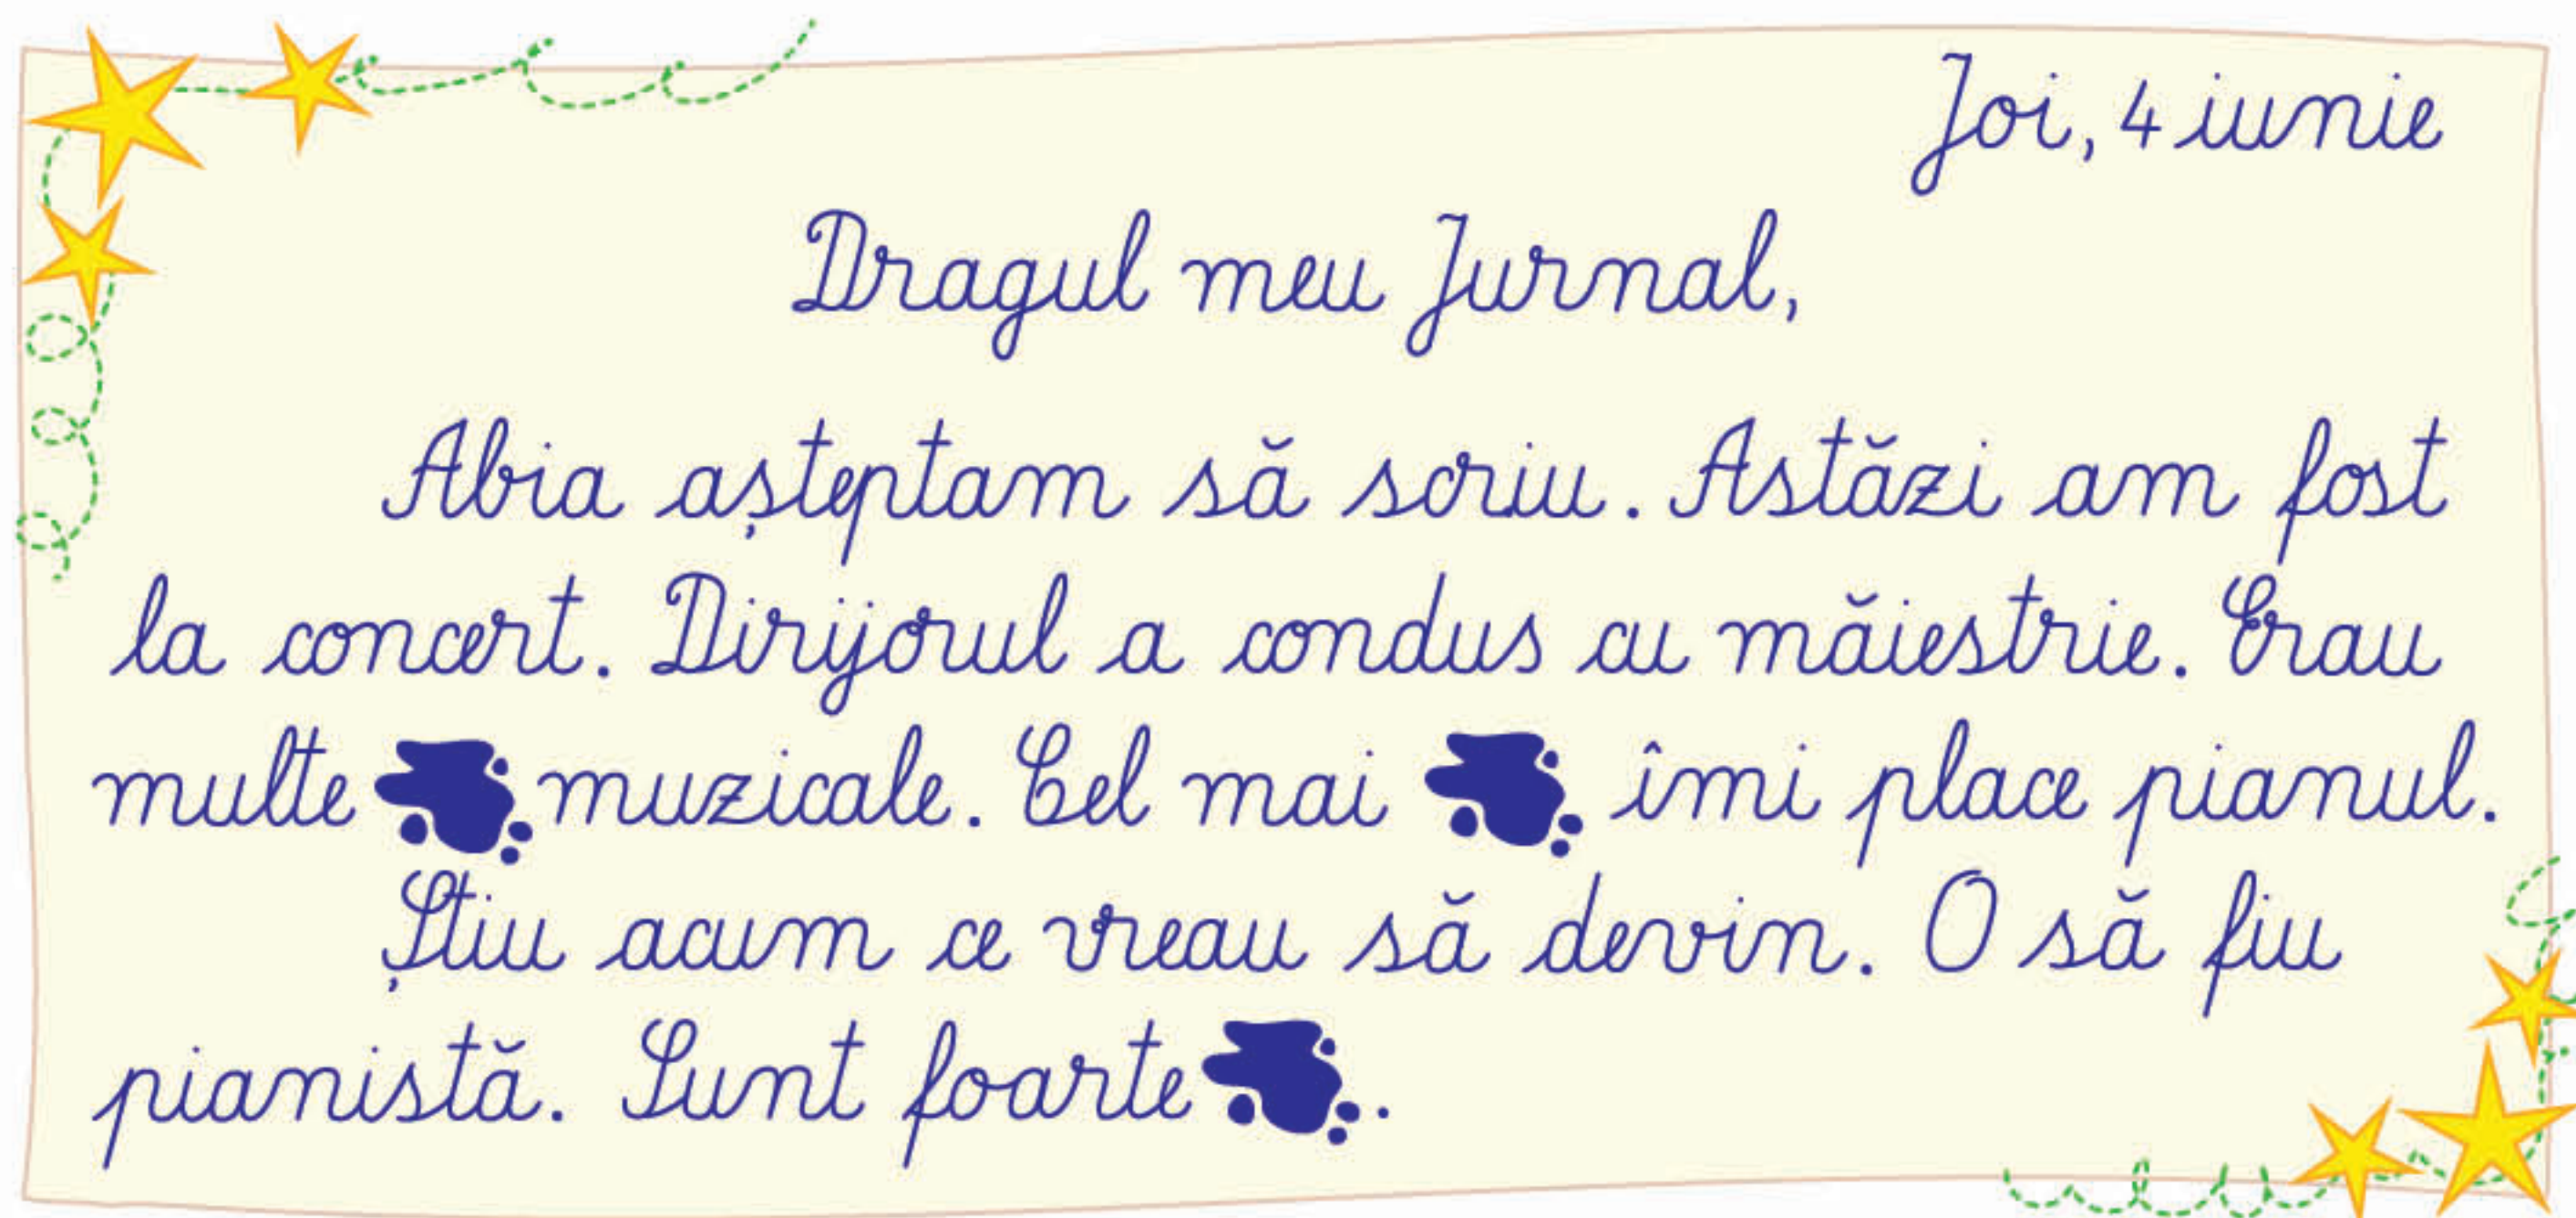 Joi, 4 iunie
Dragul meu Jurnal,
Abia așteptam să scriu. Astăzi am fost
la concert. Dirijorul a condus cu măiestrie. Erau
multe muzicale. Cel mai îmi place pianul.
Știu acum ce vreau să devin. O să fiu
pianistă. Sunt foarte .